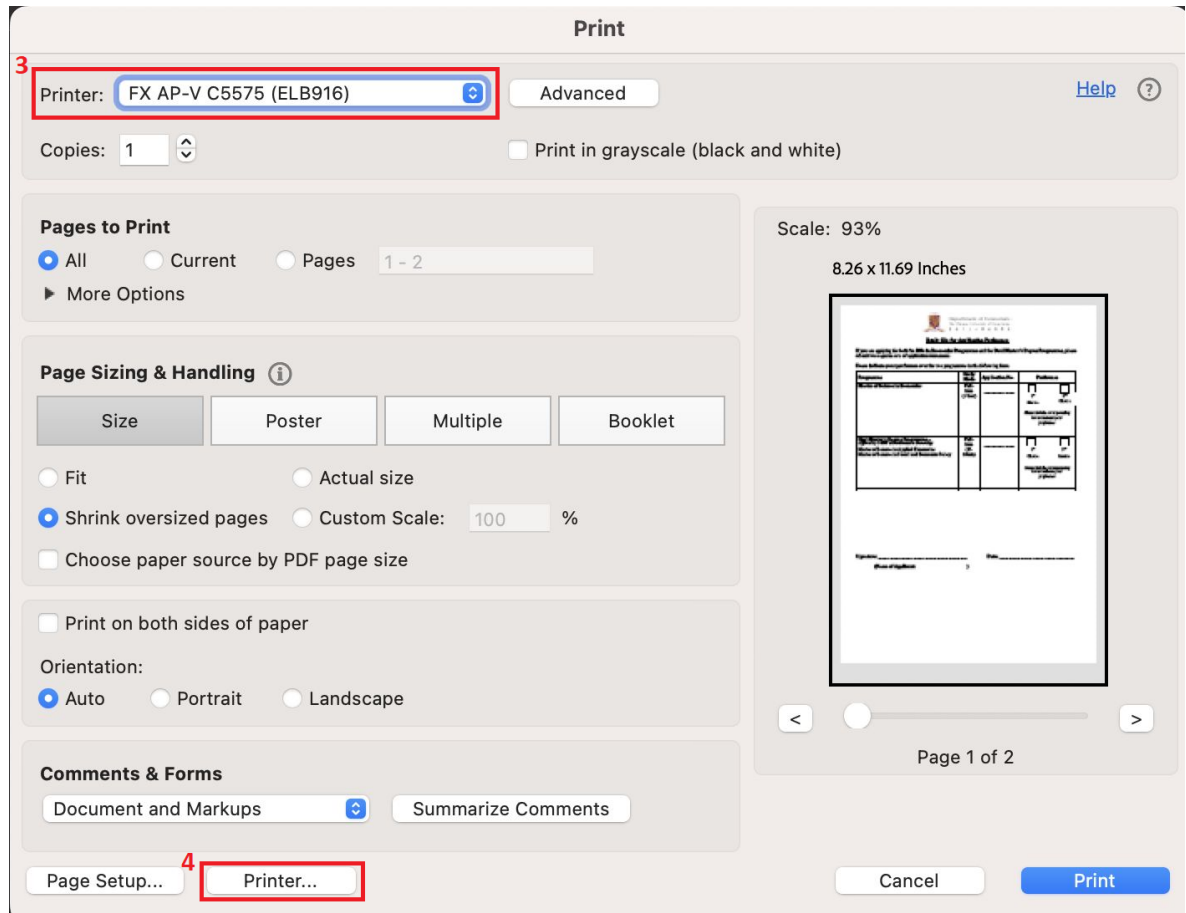 Print
3
Printer: FX AP-V C5575 (ELB916) Advanced Help ?
Copies: 1 Print in grayscale (black and white)
Pages to Print
All Current Pages 1 - 2
More Options
Page Sizing & Handling i
Size Poster Multiple Booklet
Fit Actual size
Shrink oversized pages Custom Scale: 100 %
Choose paper source by PDF page size
Print on both sides of paper
Orientation:
Auto Portrait Landscape
Comments & Forms
Document and Markups Summarize Comments
Scale: 93%
8.26 x 11.69 Inches
< >
Page 1 of 2
4
Page Setup... Printer... Cancel Print